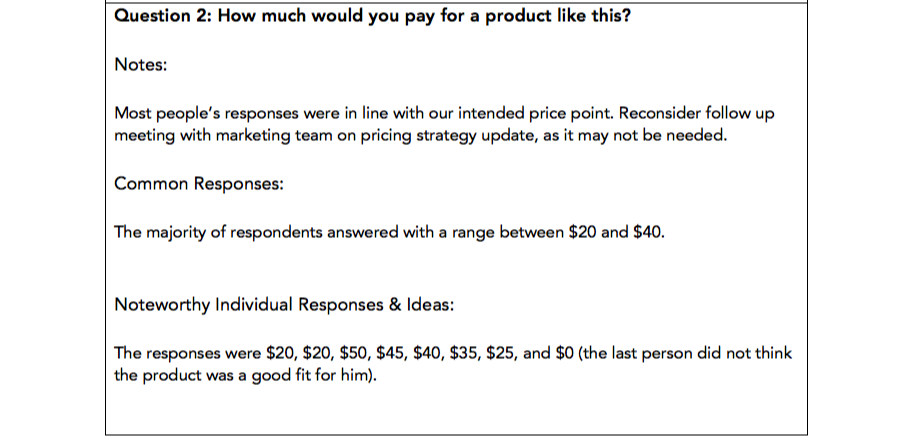 Question 2: How much would you pay for a product like this?
Notes:
Most people's responses were in line with our intended price point. Reconsider follow up
meeting with marketing team on pricing strategy update, as it may not be needed.
Common Responses:
The majority of respondents answered with a range between $20 and $40.
Noteworthy Individual Responses & Ideas:
The responses were $20, $20, $50, $45, $40, $35, $25, and $0 (the last person did not think
the product was a good fit for him).